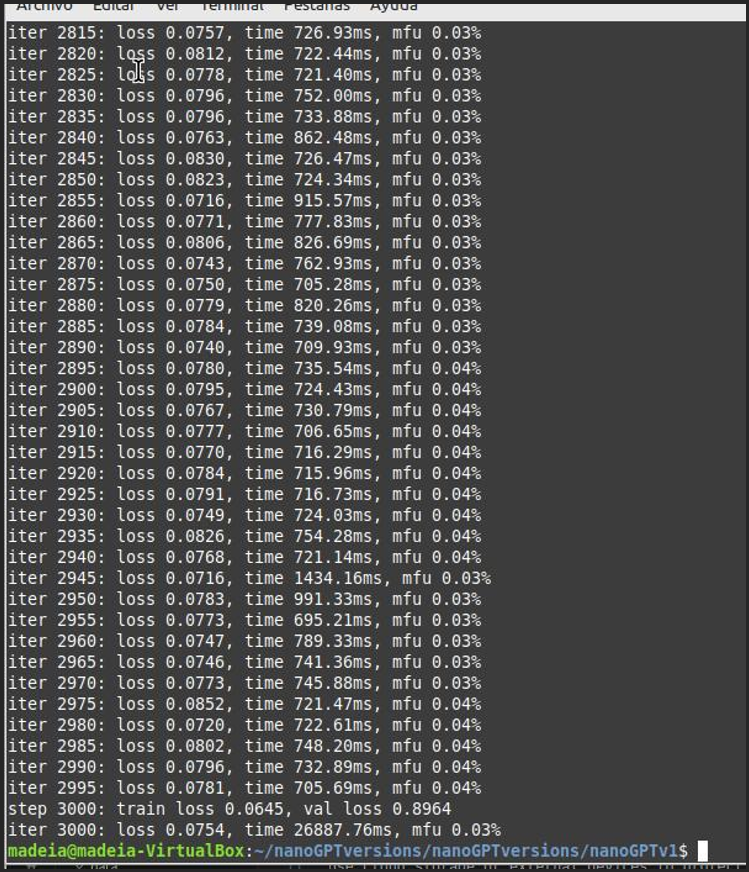 Archivo Editar Ver Terminal Pestañas Ayuda
iter 2815: loss 0.0757, time 726.93ms, mfu 0.03%
iter 2820: loss 0.0812, time 722.44ms, mfu 0.03%
iter 2825: loss 0.0778, time 721.40ms, mfu 0.03%
iter 2830: loss 0.0796, time 752.00ms, mfu 0.03%
iter 2835: loss 0.0796, time 733.88ms, mfu 0.03%
iter 2840: loss 0.0763, time 862.48ms, mfu 0.03%
iter 2845: loss 0.0830, time 726.47ms, mfu 0.03%
iter 2850: loss 0.0823, time 724.34ms, mfu 0.03%
iter 2855: loss 0.0716, time 915.57ms, mfu 0.03%
iter 2860: loss 0.0771, time 777.83ms, mfu 0.03%
iter 2865: loss 0.0806, time 826.69ms, mfu 0.03%
iter 2870: loss 0.0743, time 762.93ms, mfu 0.03%
iter 2875: loss 0.0750, time 705.28ms, mfu 0.03%
iter 2880: loss 0.0779, time 820.26ms, mfu 0.03%
iter 2885: loss 0.0784, time 739.08ms, mfu 0.03%
iter 2890: loss 0.0740, time 709.93ms, mfu 0.03%
iter 2895: loss 0.0780, time 735.54ms, mfu 0.04%
iter 2900: loss 0.0795, time 724.43ms, mfu 0.04%
iter 2905: loss 0.0767, time 730.79ms, mfu 0.04%
iter 2910: loss 0.0777, time 706.65ms, mfu 0.04%
iter 2915: loss 0.0770, time 716.29ms, mfu 0.04%
iter 2920: loss 0.0784, time 715.96ms, mfu 0.04%
iter 2925: loss 0.0791, time 716.73ms, mfu 0.04%
iter 2930: loss 0.0749, time 724.03ms, mfu 0.04%
iter 2935: loss 0.0826, time 754.28ms, mfu 0.04%
iter 2940: loss 0.0768, time 721.14ms, mfu 0.04%
iter 2945: loss 0.0716, time 1434.16ms, mfu 0.03%
iter 2950: loss 0.0783, time 991.33ms, mfu 0.03%
iter 2955: loss 0.0773, time 695.21ms, mfu 0.03%
iter 2960: loss 0.0747, time 789.33ms, mfu 0.03%
iter 2965: loss 0.0746, time 741.36ms, mfu 0.03%
iter 2970: loss 0.0773, time 745.88ms, mfu 0.03%
iter 2975: loss 0.0852, time 721.47ms, mfu 0.04%
iter 2980: loss 0.0720, time 722.61ms, mfu 0.04%
iter 2985: loss 0.0802, time 748.20ms, mfu 0.04%
iter 2990: loss 0.0796, time 732.89ms, mfu 0.04%
iter 2995: loss 0.0781, time 705.69ms, mfu 0.04%
step 3000: train loss 0.0645, val loss 0.8964
iter 3000: loss 0.0754, time 26887.76ms, mfu 0.03%
madeia@madeia-VirtualBox:~/nanoGPTversions/nanoGPTversions/nanoGPTv1$